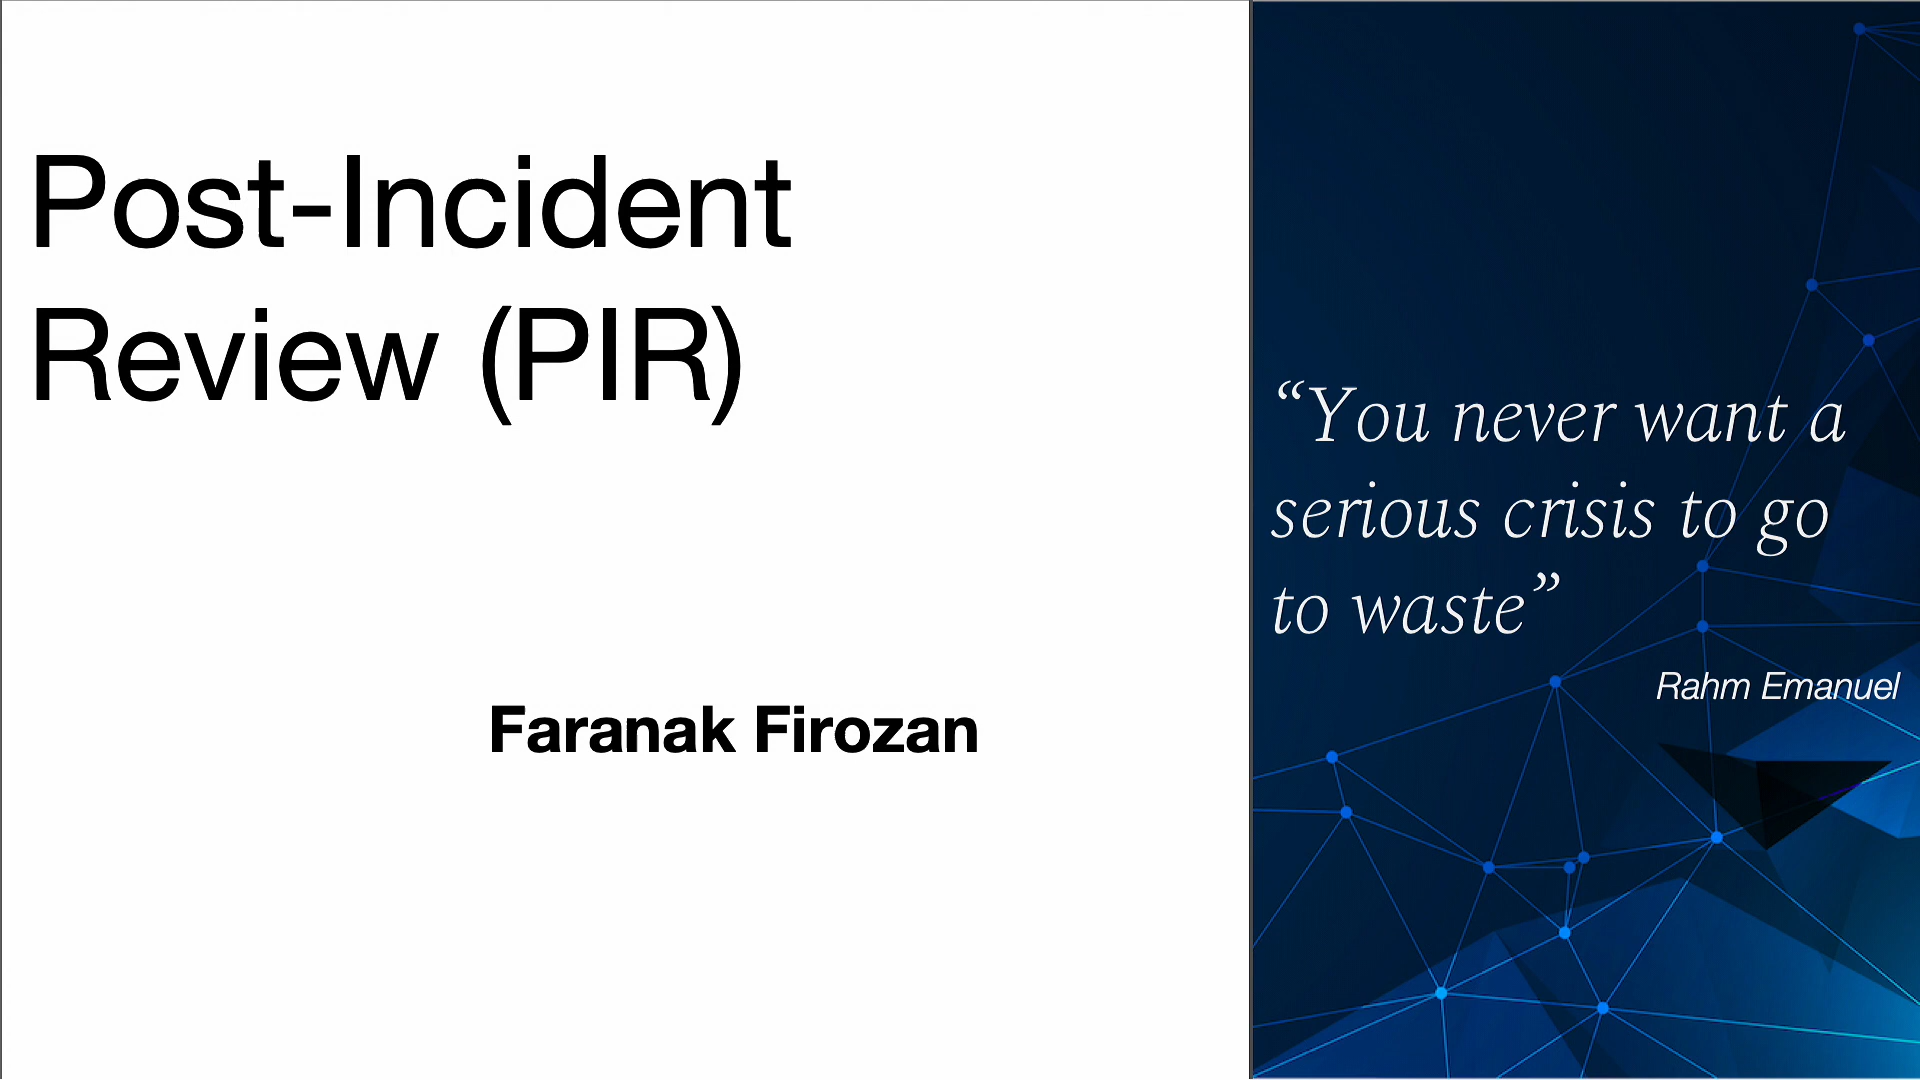 Post-Incident
Review (PIR)
Faranak Firozan
“You never want a
serious crisis to go
to waste”
Rahm Emanuel